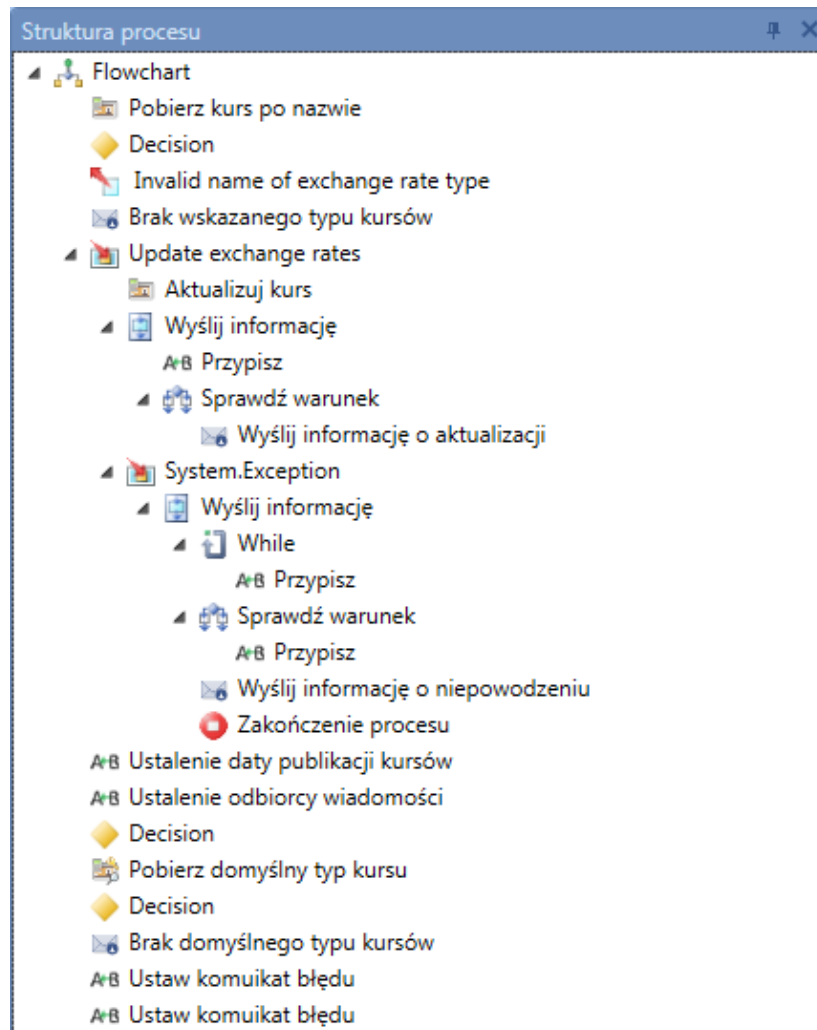 Struktura procesu
Flowchart
Pobierz kurs po nazwie
Decision
Invalid name of exchange rate type
Brak wskazanego typu kursów
Update exchange rates
Aktualizuj kurs
Wyślij informację
A+B Przypisz
Sprawdź warunek
Wyślij informację o aktualizacji
System.Exception
Wyślij informację
While
A+B Przypisz
Sprawdź warunek
A+B Przypisz
Wyślij informację o niepowodzeniu
Zakończenie procesu
A+B Ustalenie daty publikacji kursów
A+B Ustalenie odbiorcy wiadomości
Decision
Pobierz domyślny typ kursu
Decision
Brak domyślnego typu kursów
A+B Ustaw komuikat błędu
A+B Ustaw komuikat błędu